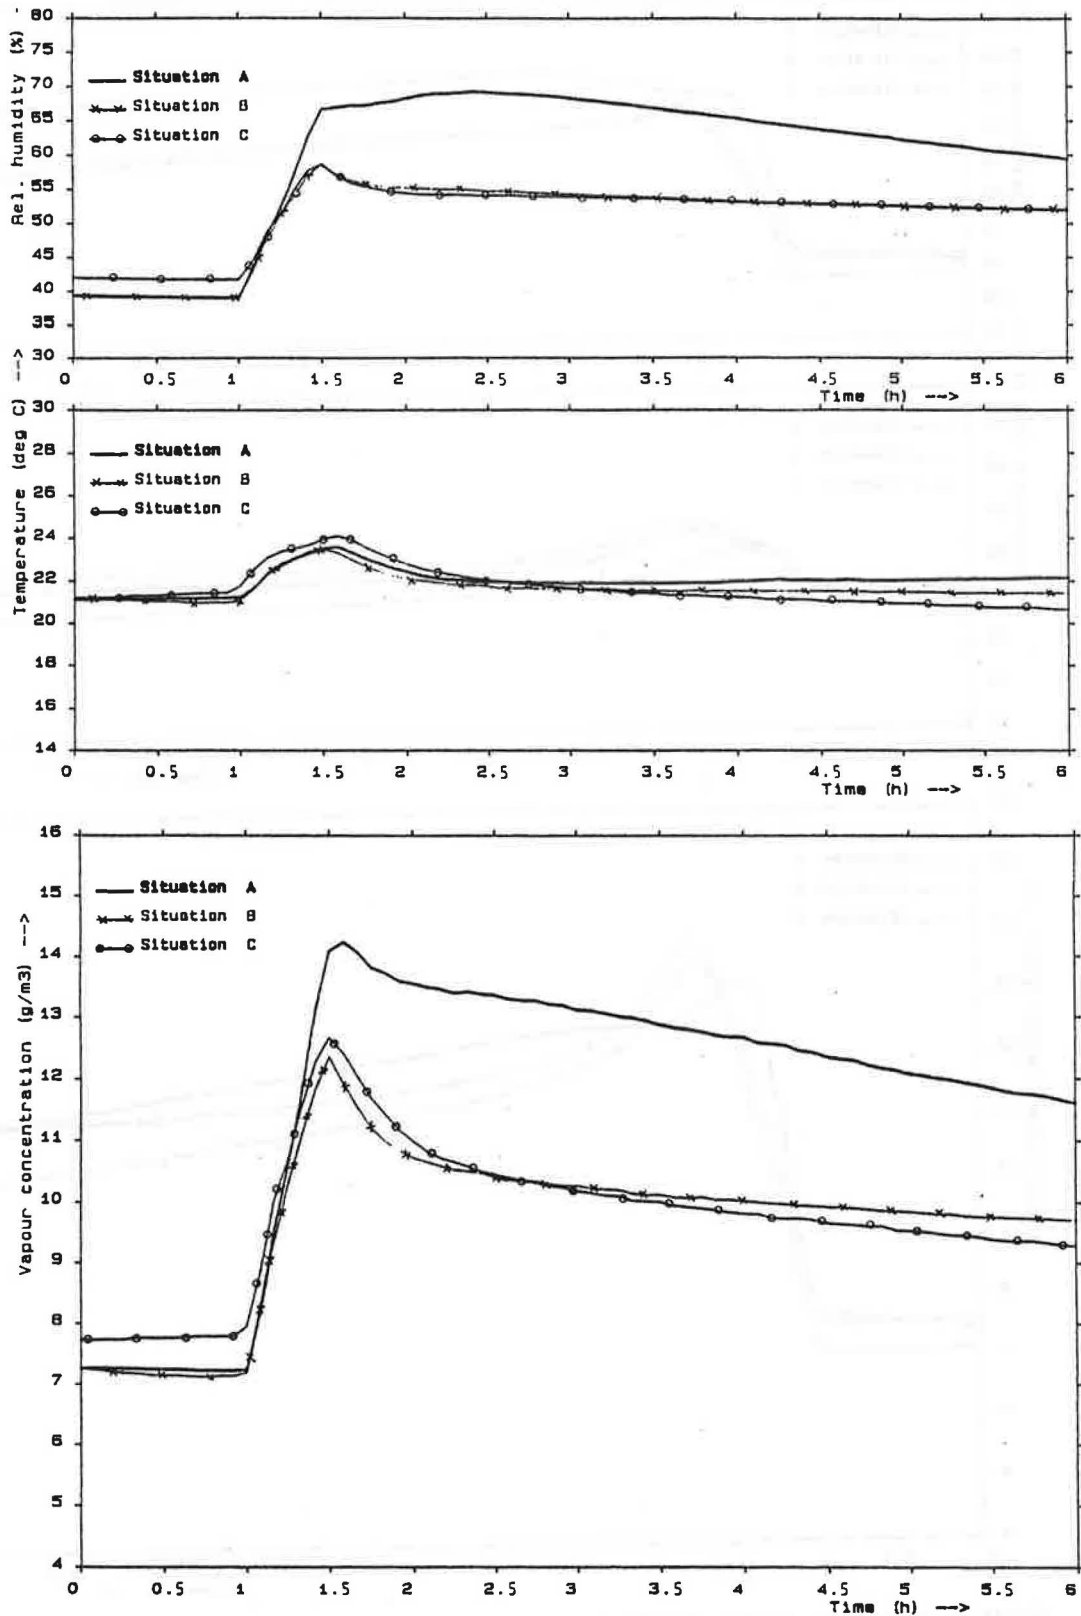 Rel. humidity (%) -->
80
75
70
65
60
55
50
45
40
35
30
Situation A
Situation B
Situation C
0 0.5 1 1.5 2 2.5 3 3.5 4 4.5 5 5.5 6
Time (h) -->
Temperature (deg C)
30
28
26
24
22
20
18
16
14
Situation A
Situation B
Situation C
0 0.5 1 1.5 2 2.5 3 3.5 4 4.5 5 5.5 6
Time (h) -->
Vapour concentration (g/m3) -->
16
15
14
13
12
11
10
9
8
7
6
5
4
Situation A
Situation B
Situation C
0 0.5 1 1.5 2 2.5 3 3.5 4 4.5 5 5.5 6
Time (h) -->